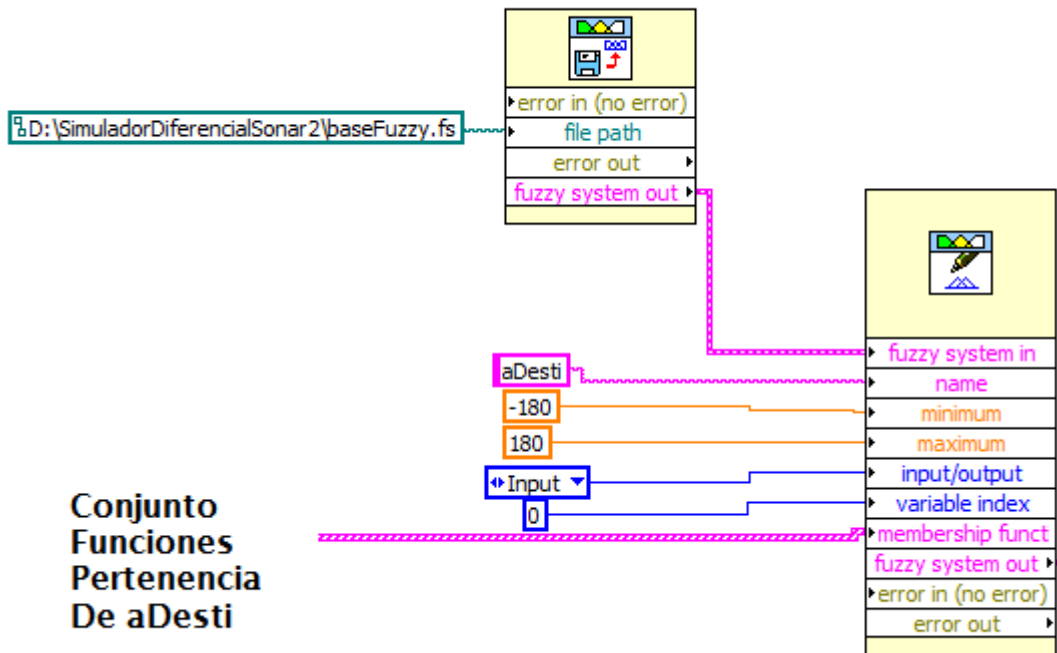 error in (no error)
D:\SimuladorDiferencialSonar2\baseFuzzy.fs
file path
error out
fuzzy system out
fuzzy system in
aDesti
name
-180
minimum
180
maximum
Input
input/output
0
variable index
membership funct
fuzzy system out
error in (no error)
error out
Conjunto
Funciones
Pertenencia
De aDesti